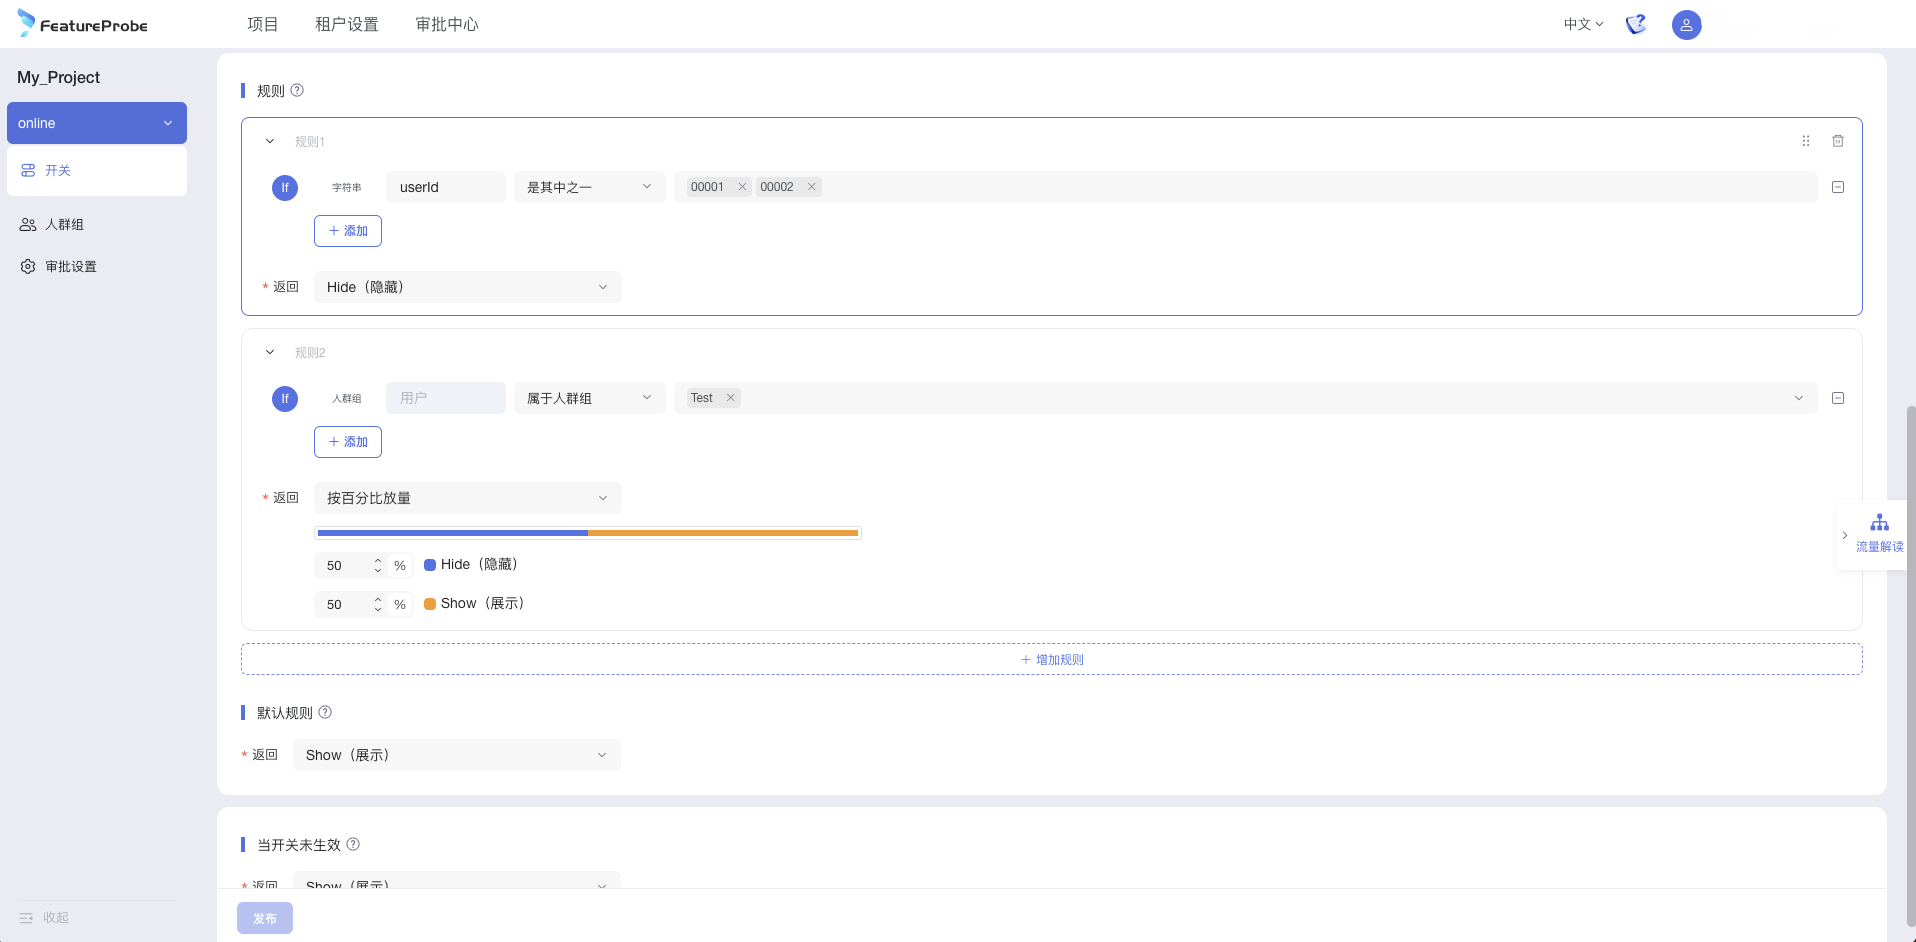 FeatureProbe 项目 租户设置 审批中心 中文
My_Project
online
开关
人群组
审批设置
收起
规则
规则1
If 字符串 userId 是其中之一 00001 00002
添加
* 返回 Hide（隐藏）
规则2
If 人群组 用户 属于人群组 Test
添加
* 返回 按百分比放量
50 % Hide（隐藏）
50 % Show（展示）
增加规则
默认规则
* 返回 Show（展示）
流量解读
当开关未生效
* 返回 Show（展示）
发布